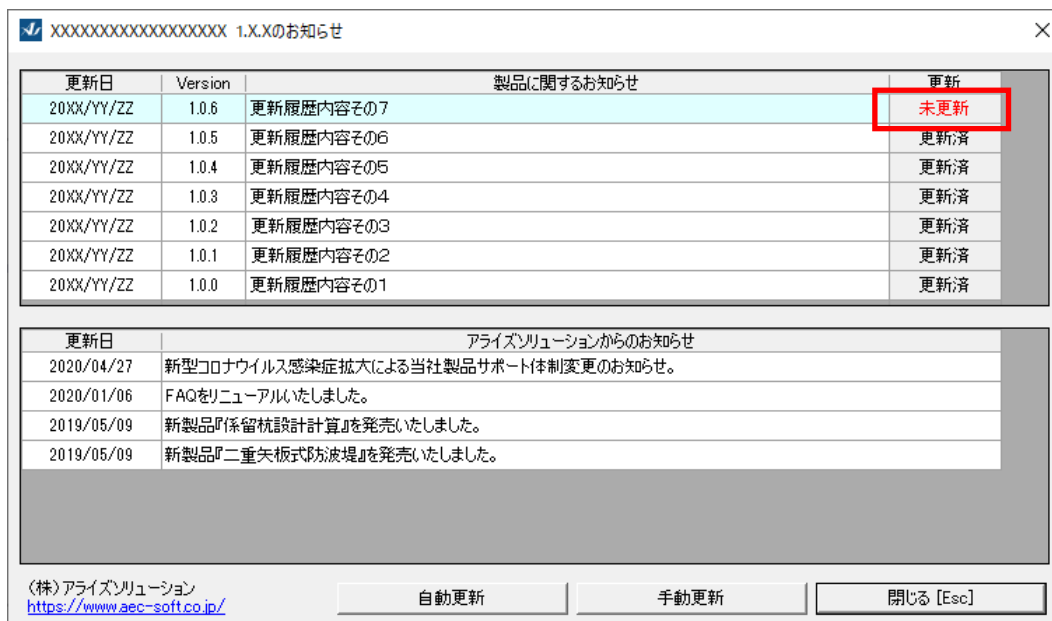 XXXXXXXXXXXXXXXXXX 1.X.Xのお知らせ
更新日 Version 製品に関するお知らせ 更新
20XX/YY/ZZ 1.0.6 更新履歴内容その7 未更新
20XX/YY/ZZ 1.0.5 更新履歴内容その6 更新済
20XX/YY/ZZ 1.0.4 更新履歴内容その5 更新済
20XX/YY/ZZ 1.0.3 更新履歴内容その4 更新済
20XX/YY/ZZ 1.0.2 更新履歴内容その3 更新済
20XX/YY/ZZ 1.0.1 更新履歴内容その2 更新済
20XX/YY/ZZ 1.0.0 更新履歴内容その1 更新済
更新日 アライズソリューションからのお知らせ
2020/04/27 新型コロナウイルス感染症拡大による当社製品サポート体制変更のお知らせ。
2020/01/06 FAQをリニューアルいたしました。
2019/05/09 新製品『係留杭設計計算』を発売いたしました。
2019/05/09 新製品『二重矢板式防波堤』を発売いたしました。
(株)アライズソリューション
https://www.aec-soft.co.jp/
自動更新 手動更新 閉じる [Esc]